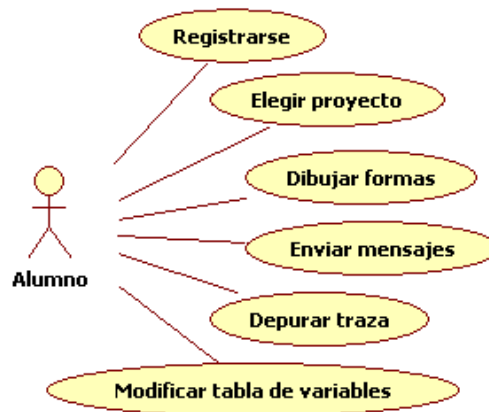 Registrarse
Elegir proyecto
Dibujar formas
Enviar mensajes
Alumno
Depurar traza
Modificar tabla de variables